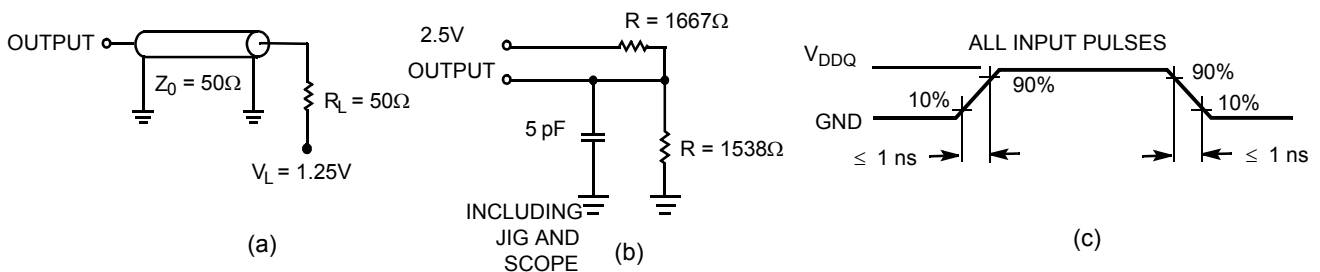 OUTPUT
Z0 = 50Ω
RL = 50Ω
VL = 1.25V
(a)
R = 1667Ω
2.5V
OUTPUT
5 pF
R = 1538Ω
INCLUDING
JIG AND
SCOPE
(b)
ALL INPUT PULSES
VDDQ
GND
10%
90%
90%
10%
≤ 1 ns
≤ 1 ns
(c)